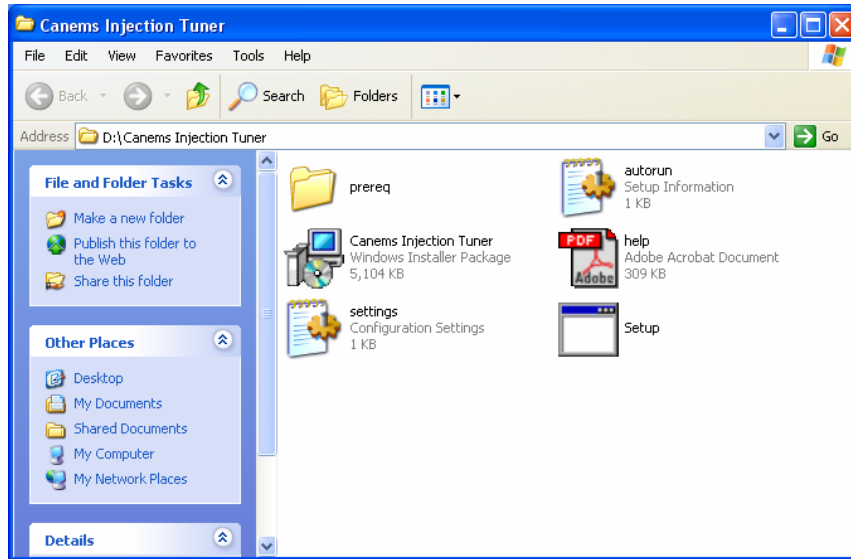 Canems Injection Tuner
File Edit View Favorites Tools Help
Back Search Folders
Address D:\Canems Injection Tuner Go
File and Folder Tasks
Make a new folder
Publish this folder to
the Web
Share this folder
Other Places
Desktop
My Documents
Shared Documents
My Computer
My Network Places
Details
prereq
autorun
Setup Information
1 KB
Canems Injection Tuner
Windows Installer Package
5,104 KB
PDF
Adobe
help
Adobe Acrobat Document
309 KB
settings
Configuration Settings
1 KB
Setup